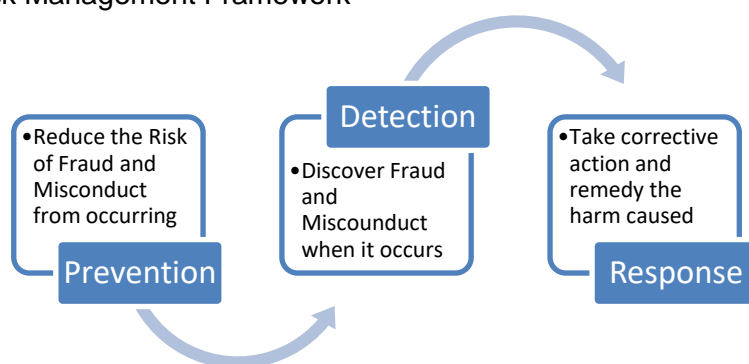 k Management Framework
•Reduce the Risk
of Fraud and
Misconduct
from occurring
Prevention
Detection
•Discover Fraud
and
Miscounduct
when it occurs
•Take corrective
action and
remedy the
harm caused
Response